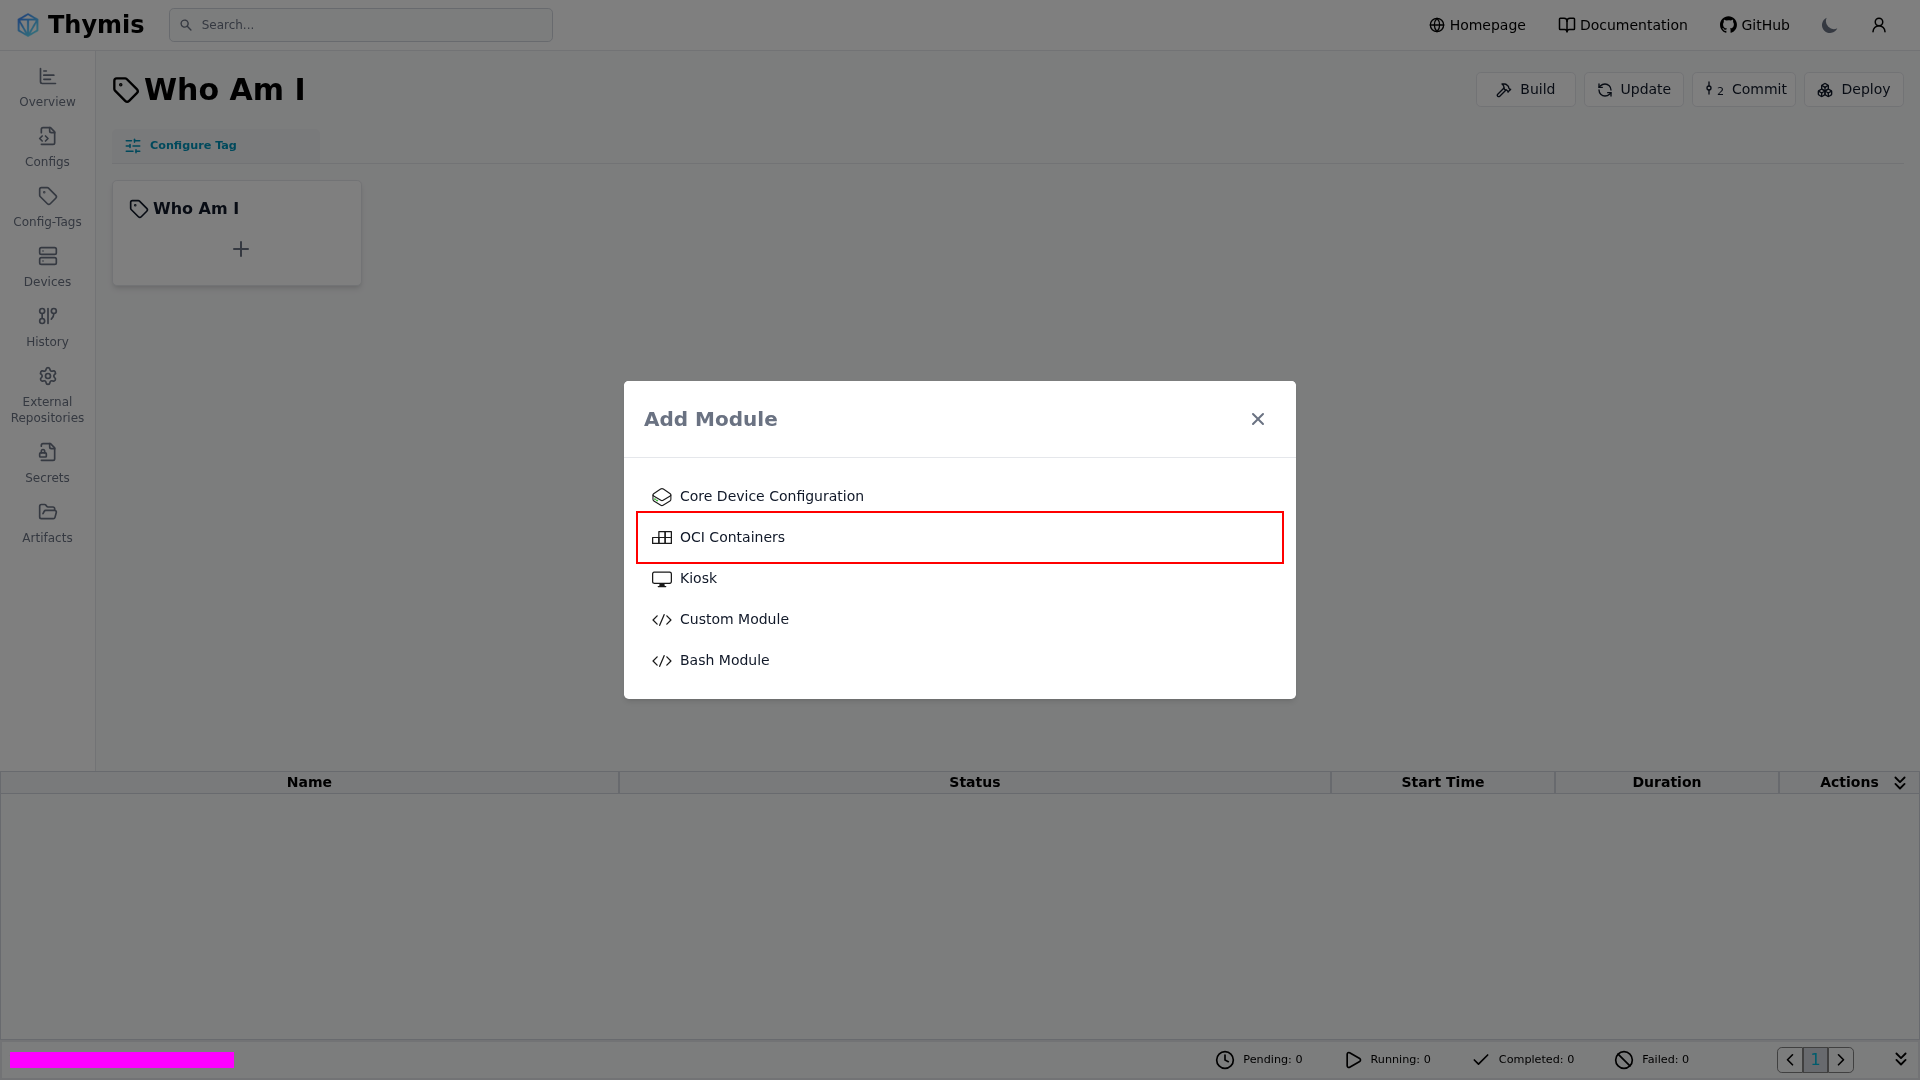 Thymis
Search...
Homepage
Documentation
GitHub
Overview
Configs
Config-Tags
Devices
History
External
Repositories
Secrets
Artifacts
Who Am I
Build
Update
2 Commit
Deploy
Configure Tag
Who Am I
Add Module
Core Device Configuration
OCI Containers
Kiosk
Custom Module
Bash Module
Name Status Start Time Duration Actions
Pending: 0 Running: 0 Completed: 0 Failed: 0 1